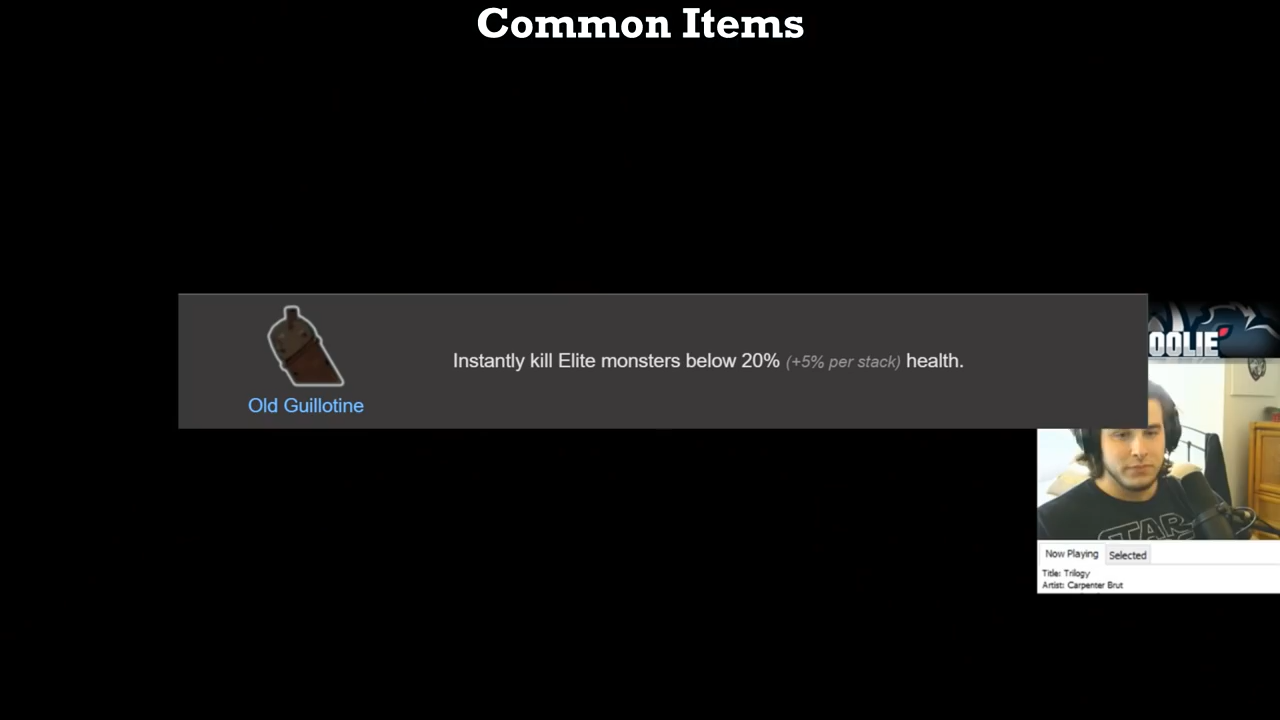 Common Items
Instantly kill Elite monsters below 20% (+5% per stack) health.
Old Guillotine
OOLIE
STAR
Now Playing
Selected
Title: Trilogy
Artist: Carpenter Brut